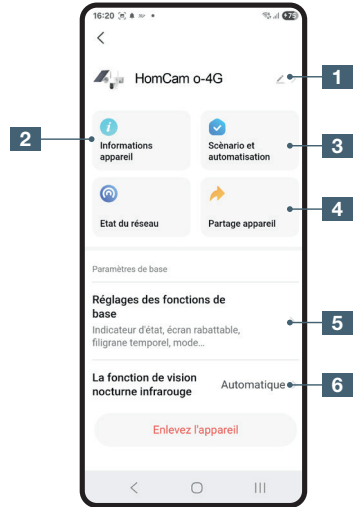 16:20
75
HomCam o-4G
1
2
Informations
appareil
Scènario et
automatisation
3
Etat du réseau
Partage appareil
4
Paramètres de base
Réglages des fonctions de
base
Indicateur d'état, écran rabattable,
filigrane temporel, mode...
5
La fonction de vision
nocturne infrarouge
Automatique
6
Enlevez l'appareil